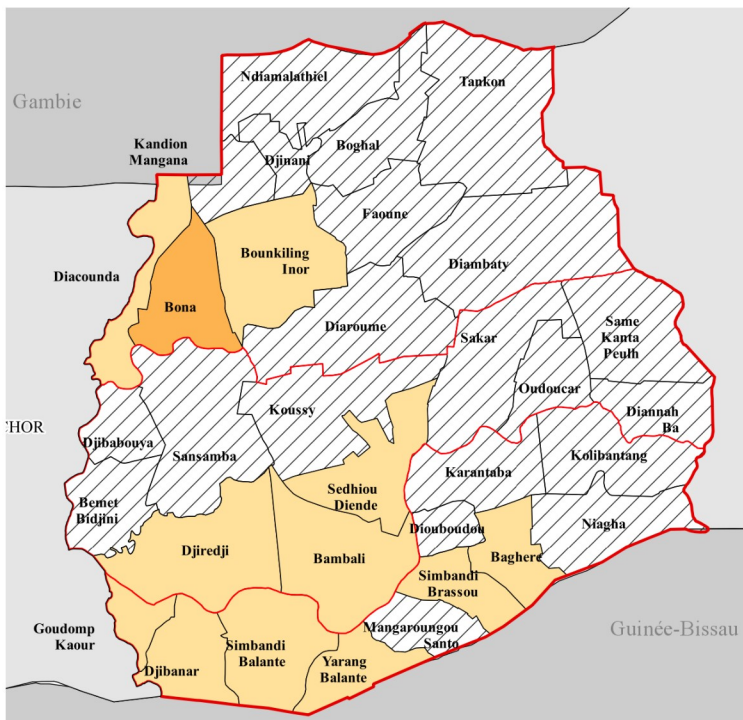 Ndiamalathiel
Tankon
Gambie
Kandion
Mangana
Djinani
Boghal
Faoune
Bounkiling
Inor
Diambaty
Diacounda
Bona
Diaroume
Sakar
Same
Kanta
Peulh
Oudoucar
Koussy
Diannah
Ba
CHOR
Djibabouya
Sansamba
Karantaba
Kolibantang
Sedhiou
Diende
Bemet
Bidjini
Diouboudou
Niagha
Djiredji
Bambali
Baghere
Simbandi
Brassou
Goudomp
Kaour
Mangaroungou
Santo
Guinée-Bissau
Simbandi
Balante
Djibanar
Yarang
Balante